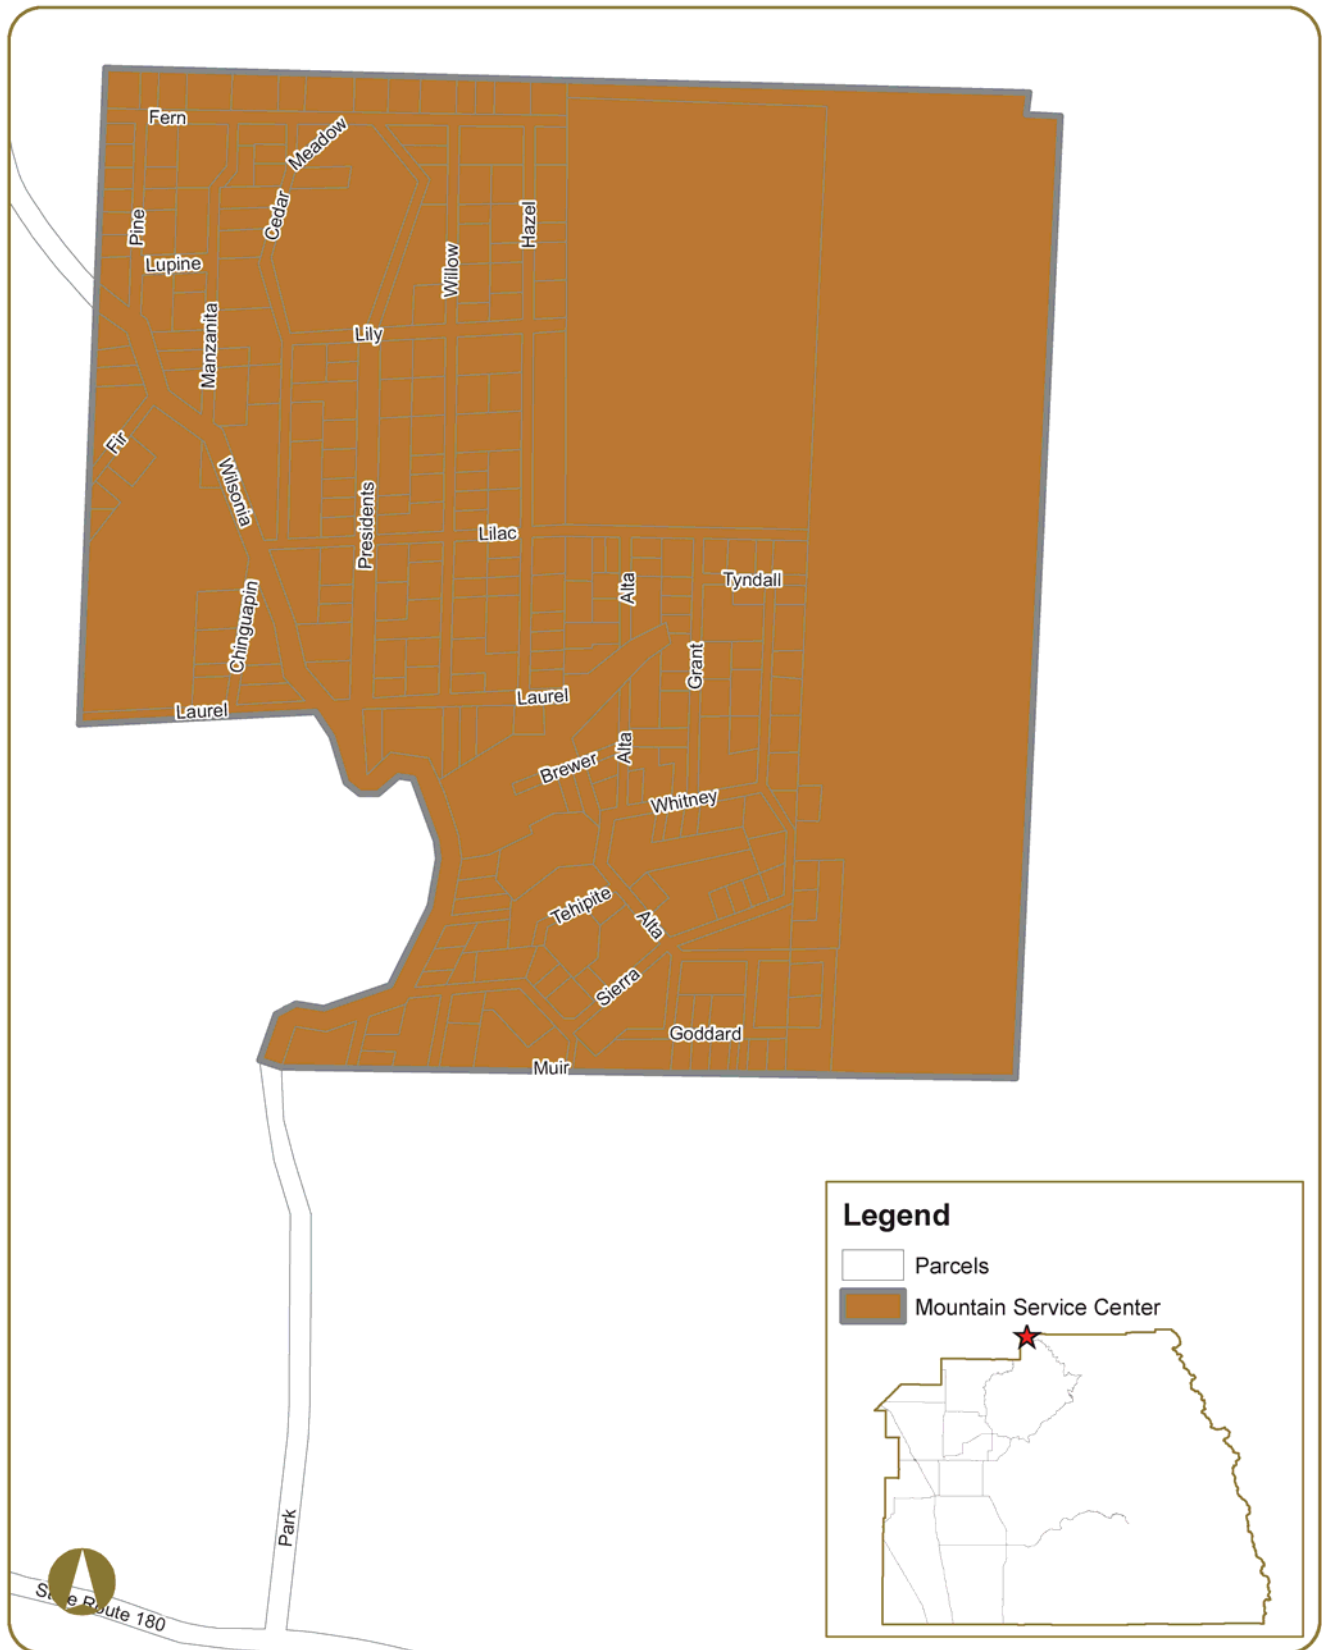 Fern
Meadow
Cedar
Pine
Hazel
Lupine
Willow
Manzanita
Lily
Fir
Wilsonia
Presidents
Lilac
Alta
Tyndall
Chinguapin
Grant
Laurel
Laurel
Alta
Brewer
Whitney
Tehipite
Alta
Sierra
Goddard
Muir
Park
Route 180
Legend
Parcels
Mountain Service Center